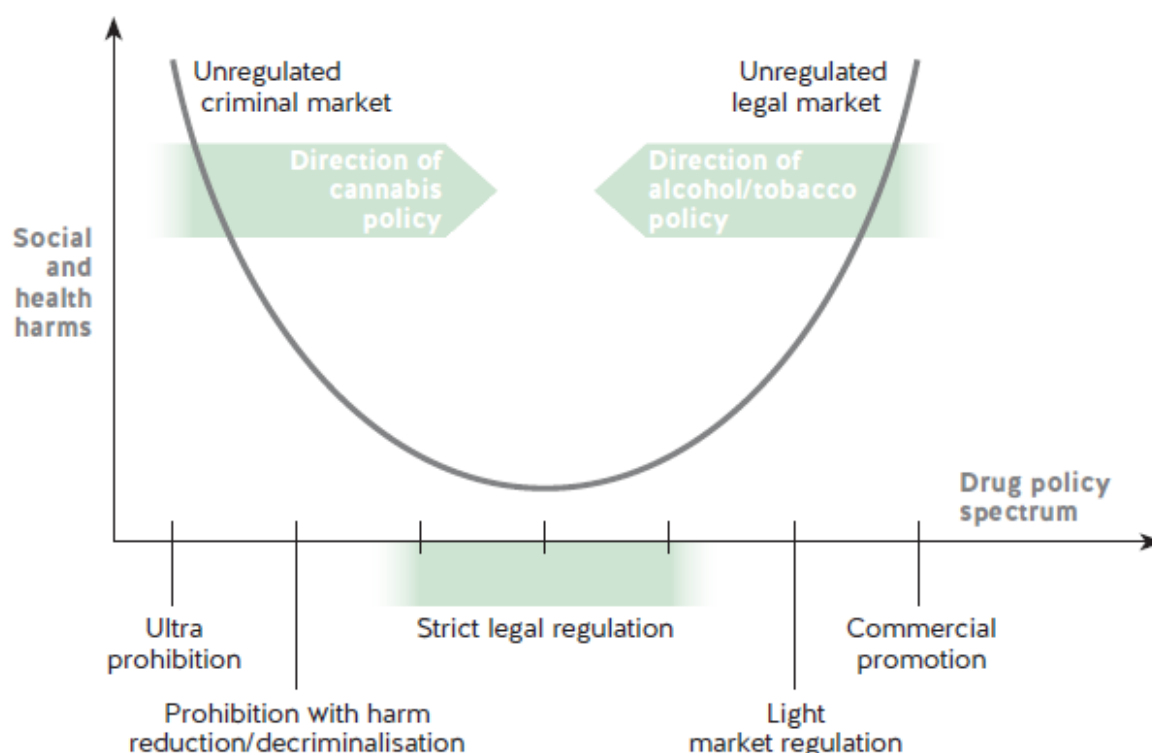 Unregulated
criminal market
Unregulated
legal market
Direction of
cannabis
policy
Direction of
alcohol/tobacco
policy
Social
and
health
harms
Drug policy
spectrum
Ultra
prohibition
Strict legal regulation
Commercial
promotion
Prohibition with harm
reduction/decriminalisation
Light
market regulation